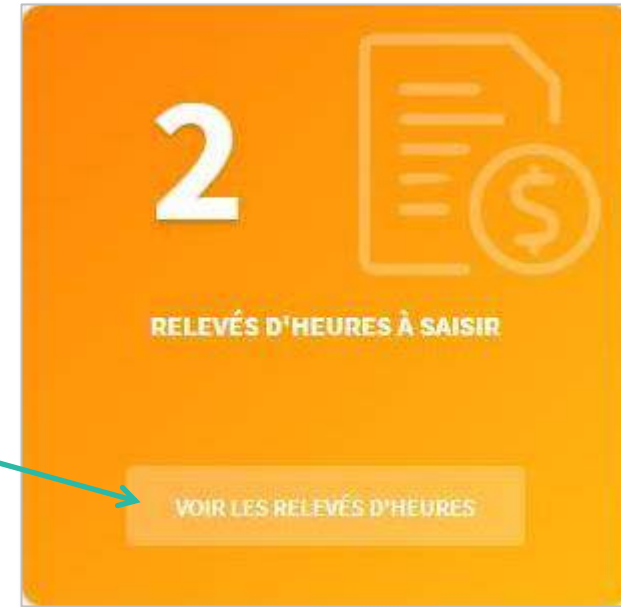 2
$
RELEVÉS D'HEURES À SAISIR
VOIR LES RELEVÉS D'HEURES